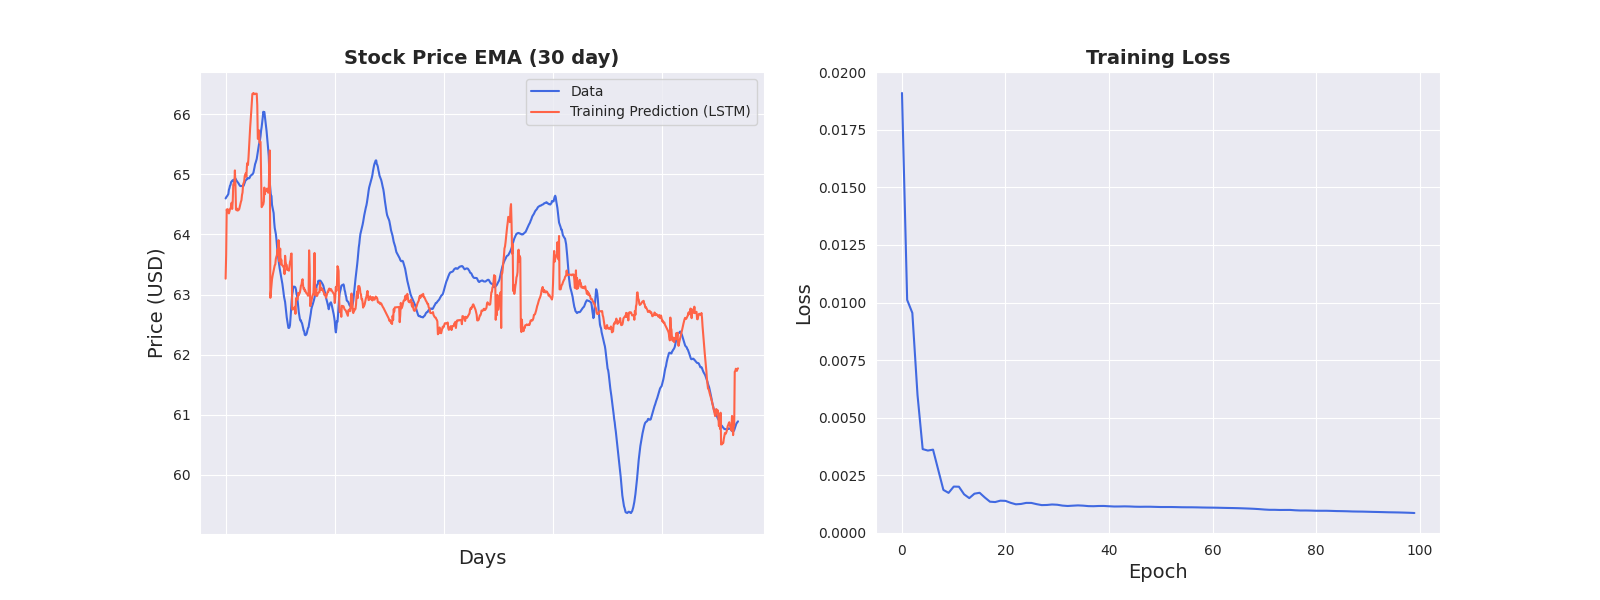 Stock Price EMA (30 day)
Data
Training Prediction (LSTM)
66
65
64
63
62
61
60
Price (USD)
Days
Training Loss
0.0200
0.0175
0.0150
0.0125
0.0100
0.0075
0.0050
0.0025
0.0000
Loss
0 20 40 60 80 100
Epoch